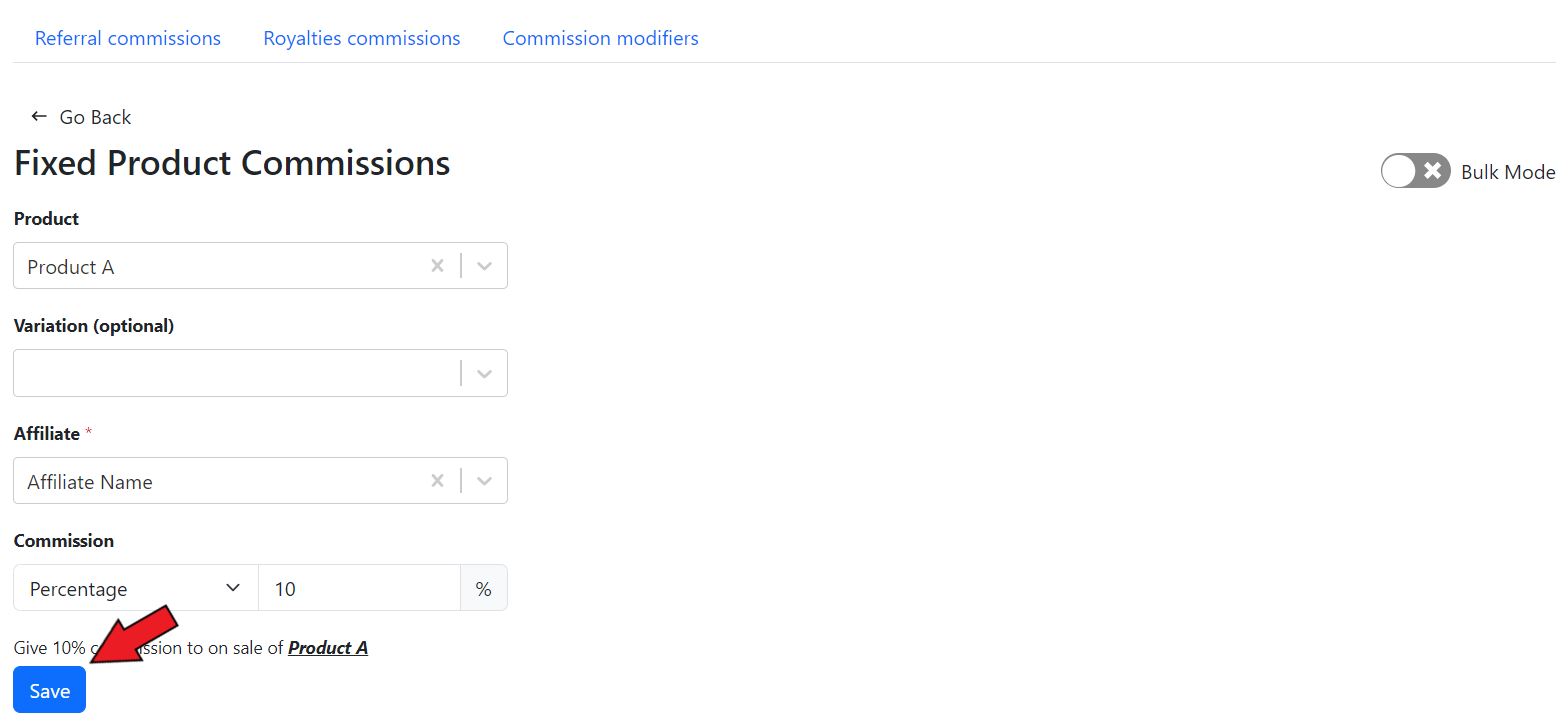 Referral commissions Royalties commissions Commission modifiers
← Go Back
Fixed Product Commissions
Bulk Mode
Product
Product A
Variation (optional)
Affiliate *
Affiliate Name
Commission
Percentage 10 %
Give 10% ssion to on sale of Product A
Save